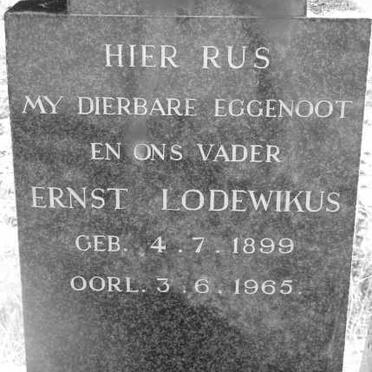 HIER RUS
MY DIERBARE EGGENOOT
EN ONS VADER
ERNST LODEWIKUS
GEB. 4.7.1899
OORL. 3.6.1965.